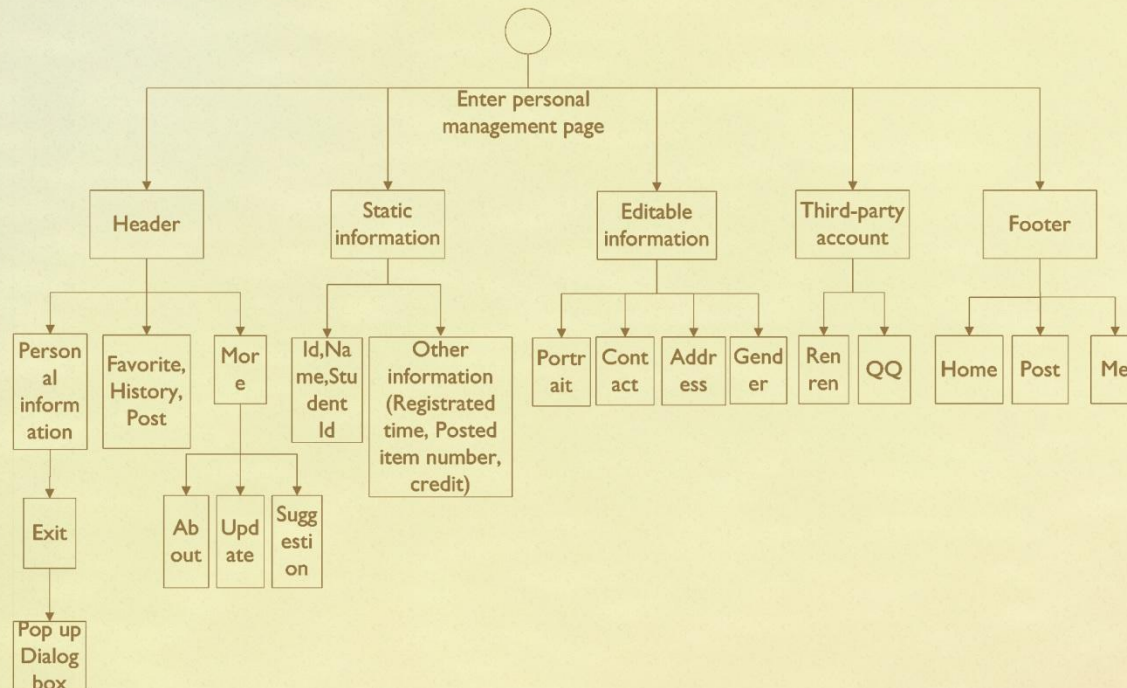 Enter personal
management page
Header
Static
information
Editable
information
Third-party
account
Footer
Person
al
inform
ation
Favorite,
History,
Post
Mor
e
Id,Na
me,Stu
dent
Id
Other
information
(Registrated
time, Posted
item number,
credit)
Portr
ait
Cont
act
Addr
ess
Gend
er
Ren
ren
QQ
Home
Post
Me
Exit
Ab
out
Upd
ate
Sugg
esti
on
Pop up
Dialog
box